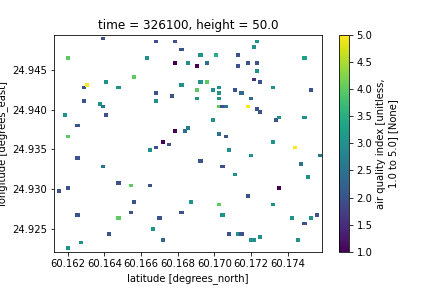 time = 326100, height = 50.0
24.945
24.940
24.935
24.930
24.925
longitude [degrees_east]
60.162 60.164 60.166 60.168 60.170 60.172 60.174
latitude [degrees_north]
5.0
4.5
4.0
3.5
3.0
2.5
2.0
1.5
1.0
air quality index [unitless,
1.0 to 5.0] [None]